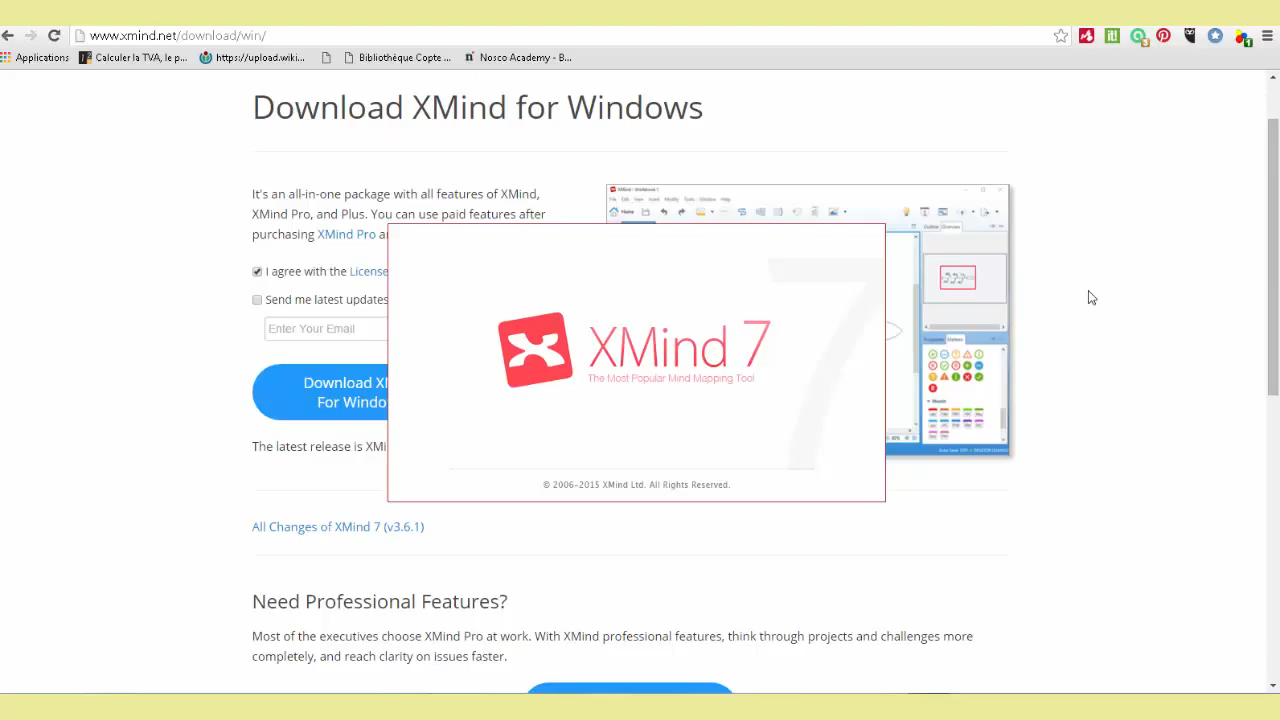 www.xmind.net/download/win/
Applications
Calculer la TVA, le p...
https://upload.wiki...
Bibliothèque Copte ...
Nosco Academy - B...
Download XMind for Windows
It's an all-in-one package with all features of XMind,
XMind Pro, and Plus. You can use paid features after
purchasing XMind Pro
I agree with the License
Send me latest updates
Enter Your Email
Download
For
The latest release is
Home
Outline Overview
XMind 7
The Most Popular Mind Mapping Tool
© 2006-2015 XMind Ltd. All Rights Reserved.
All Changes of XMind 7 (v3.6.1)
Need Professional Features?
Most of the executives choose XMind Pro at work. With XMind professional features, think through projects and challenges more
completely, and reach clarity on issues faster.